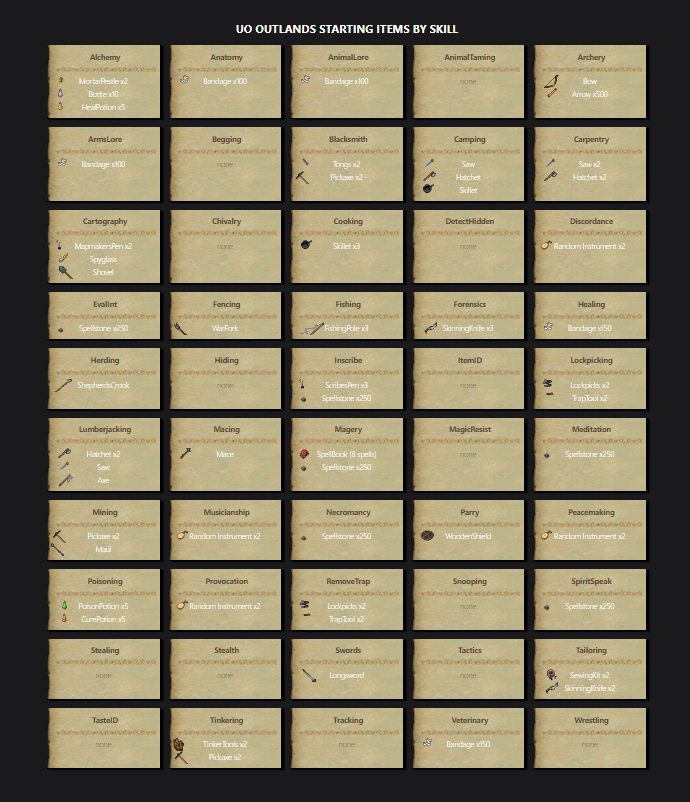 UO OUTLANDS STARTING ITEMS BY SKILL
Alchemy
MortarPestle x2
Bottle x10
HealPotion x5
Anatomy
Bandage x100
AnimalLore
Bandage x100
AnimalTaming
none
Archery
Bow
Arrow x500
ArmsLore
Bandage x100
Begging
none
Blacksmith
Tongs x2
Pickaxe x2
Camping
Saw
Hatchet
Skillet
Carpentry
Saw x2
Hatchet x2
Cartography
MapmakersPen x2
Spyglass
Shovel
Chivalry
none
Cooking
Skillet x3
DetectHidden
none
Discordance
Random Instrument x2
EvalInt
Spellstone x250
Fencing
WarFork
Fishing
FishingPole x3
Forensics
SkinningKnife x3
Healing
Bandage x150
Herding
ShepherdsCrook
Hiding
none
Inscribe
ScribesPen x3
Spellstone x250
ItemID
none
Lockpicking
Lockpicks x2
TrapTool x2
Lumberjacking
Hatchet x2
Saw
Axe
Macing
Mace
Magery
SpellBook (8 spells)
Spellstone x250
MagicResist
none
Meditation
Spellstone x250
Mining
Pickaxe x2
Maul
Musicianship
Random Instrument x2
Necromancy
Spellstone x250
Parry
WoodenShield
Peacemaking
Random Instrument x2
Poisoning
PoisonPotion x5
CurePotion x5
Provocation
Random Instrument x2
RemoveTrap
Lockpicks x2
TrapTool x2
Snooping
none
SpiritSpeak
Spellstone x250
Stealing
none
Stealth
none
Swords
Longsword
Tactics
none
Tailoring
SewingKit x2
SkinningKnife x2
TasteID
none
Tinkering
TinkerTools x2
Pickaxe x2
Tracking
none
Veterinary
Bandage x150
Wrestling
none